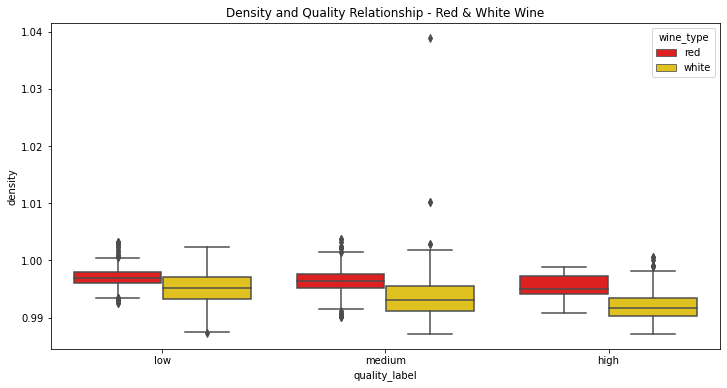 Density and Quality Relationship - Red & White Wine
wine_type
red
white
density
1.04
1.03
1.02
1.01
1.00
0.99
low
medium
high
quality_label